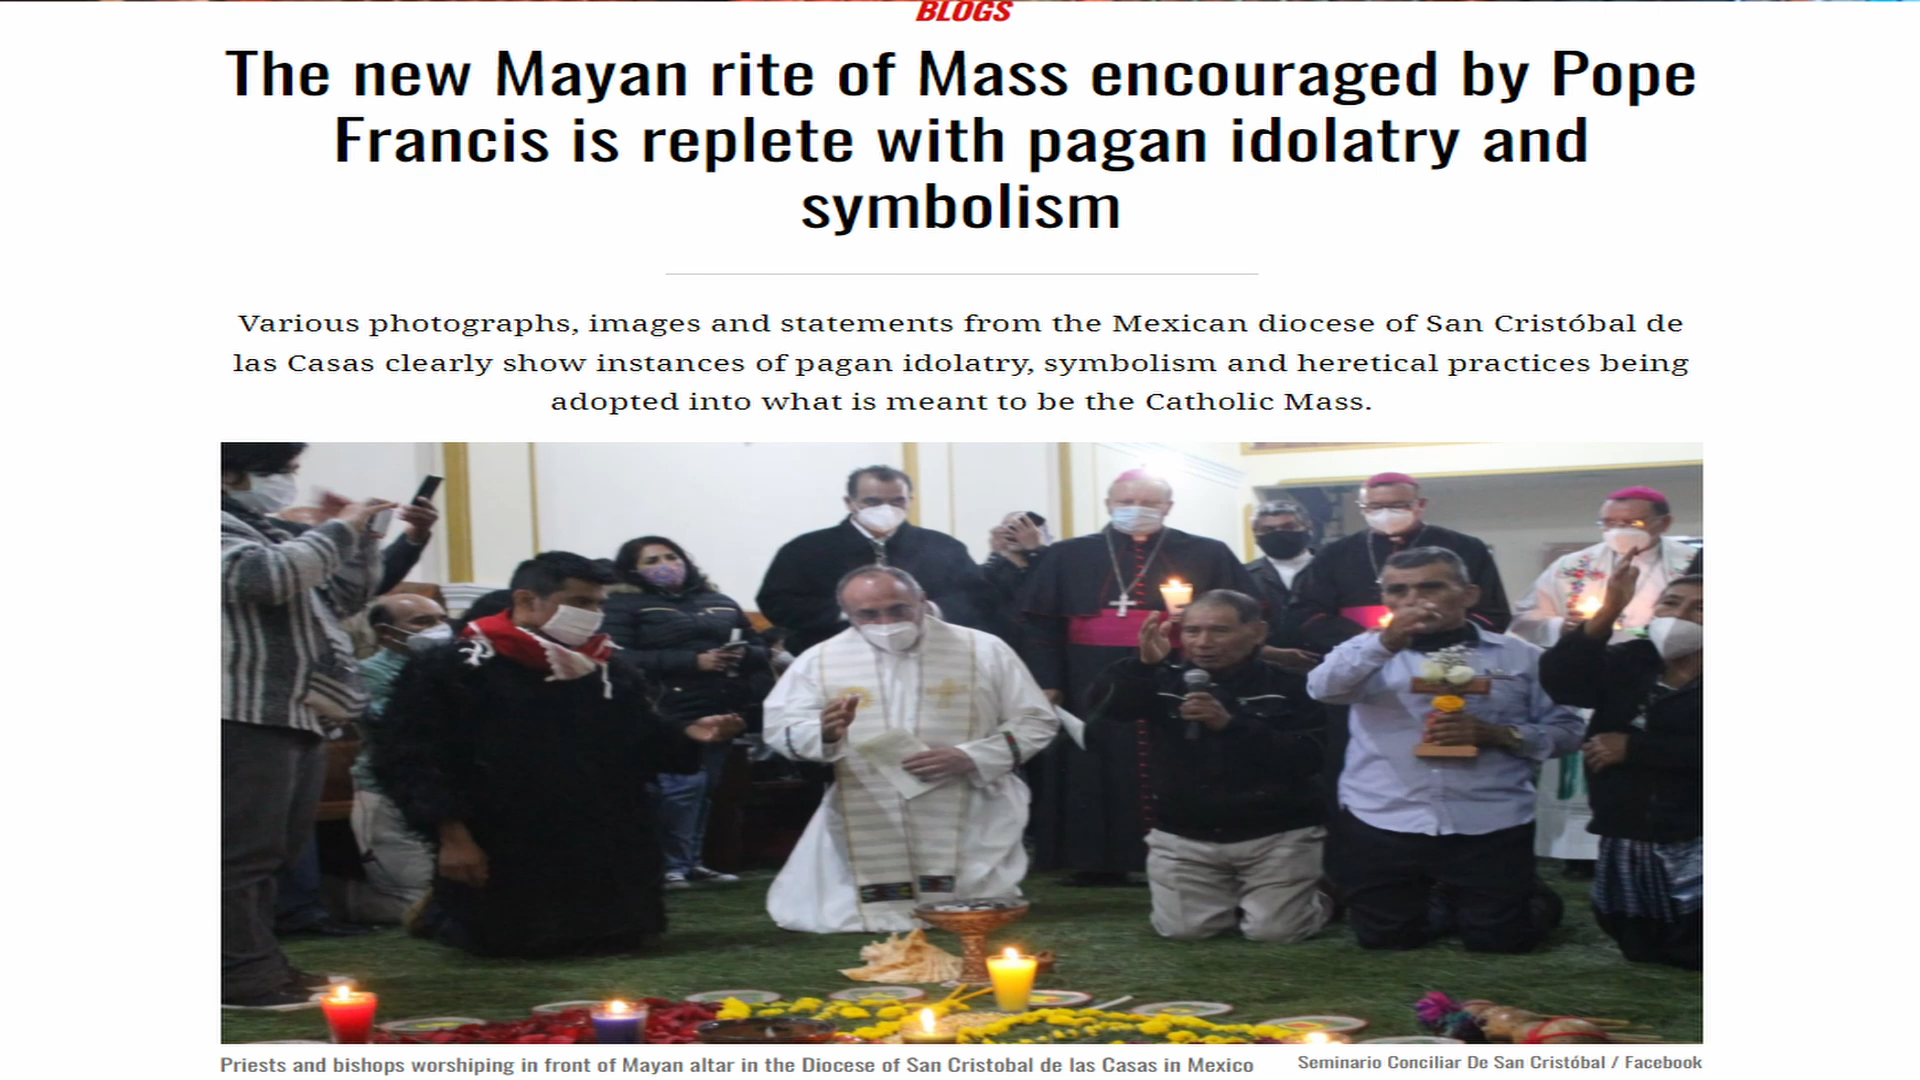 BLOGS
The new Mayan rite of Mass encouraged by Pope
Francis is replete with pagan idolatry and
symbolism
Various photographs, images and statements from the Mexican diocese of San Cristóbal de
las Casas clearly show instances of pagan idolatry, symbolism and heretical practices being
adopted into what is meant to be the Catholic Mass.
Priests and bishops worshiping in front of Mayan altar in the Diocese of San Cristobal de las Casas in Mexico
Seminario Conciliar De San Cristóbal / Facebook